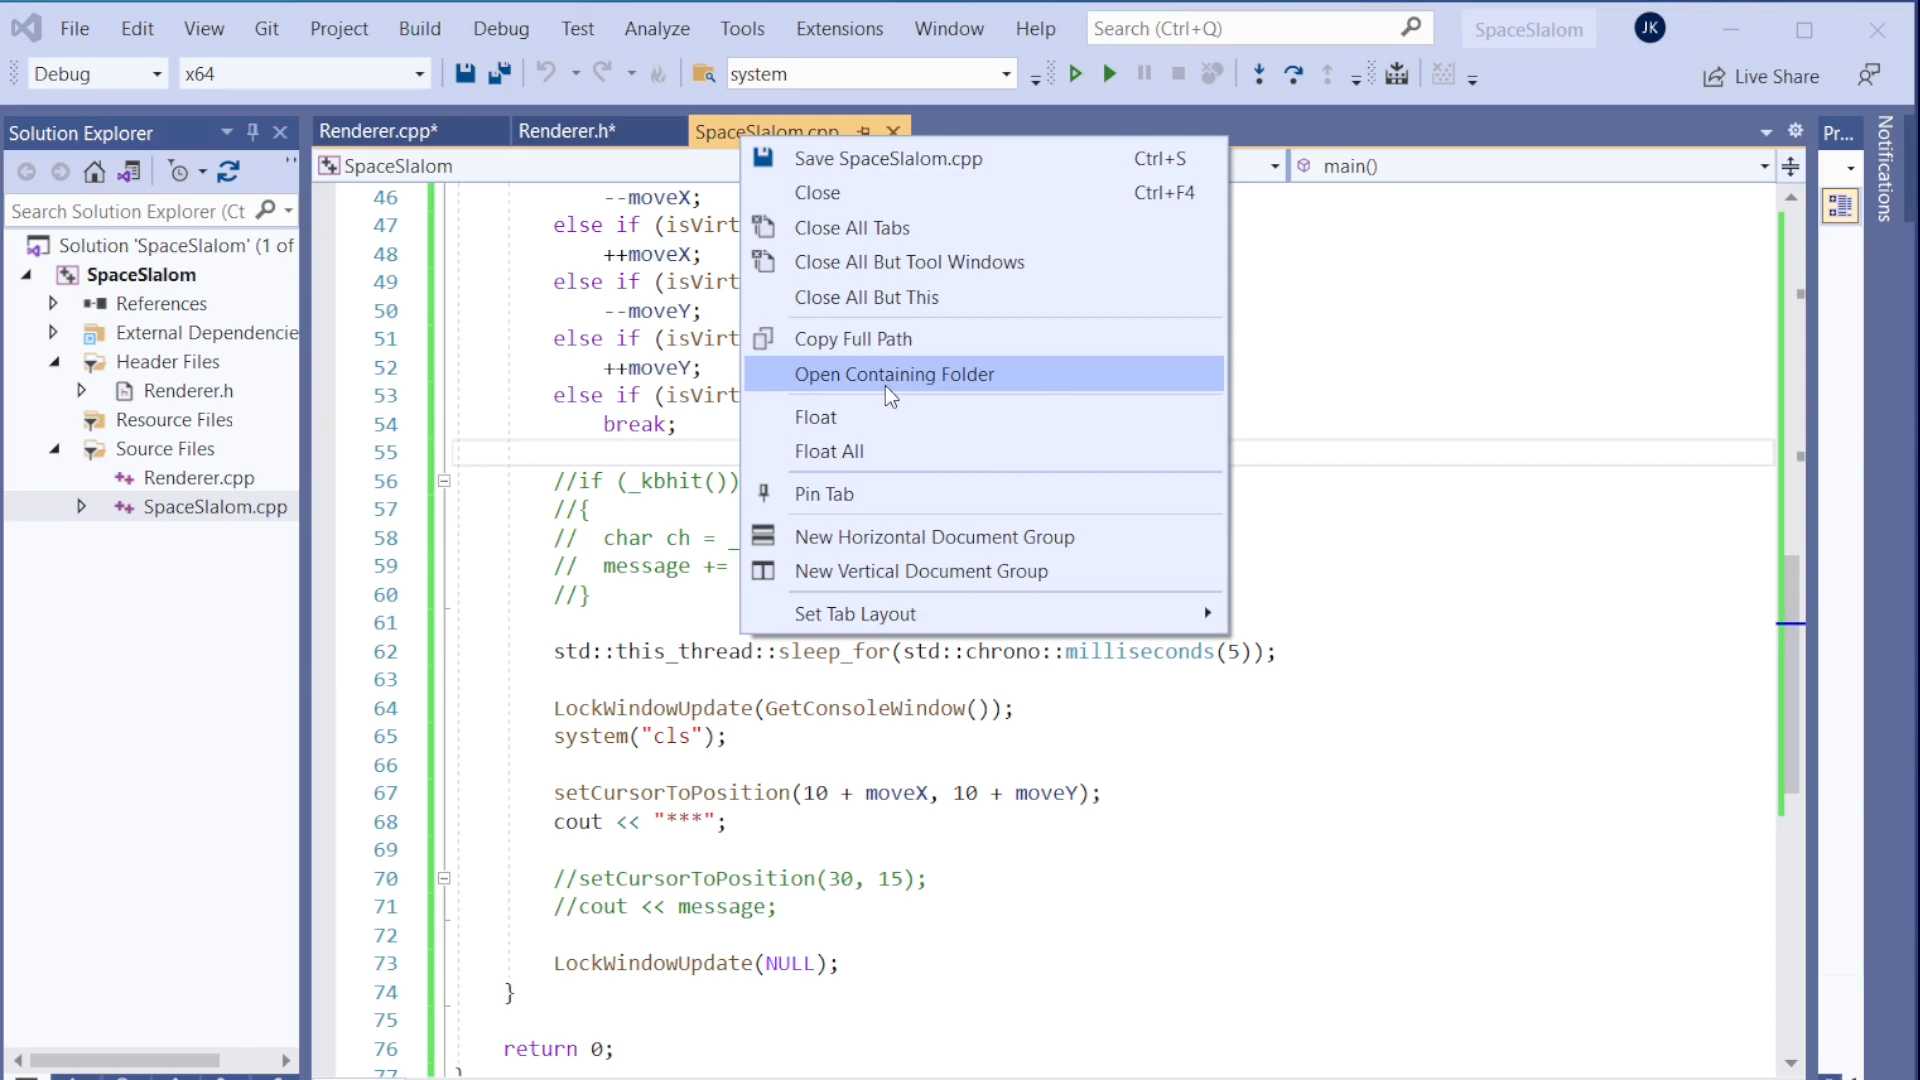 File Edit View Git Project Build Debug Test Analyze Tools Extensions Window Help Search (Ctrl+Q) SpaceSlalom JK
Debug x64 system Live Share
Solution Explorer
Search Solution Explorer (Ct
Solution 'SpaceSlalom' (1 of
SpaceSlalom
References
External Dependencie
Header Files
Renderer.h
Resource Files
Source Files
Renderer.cpp
SpaceSlalom.cpp
Renderer.cpp* Renderer.h* SpaceSlalom.cpp
SpaceSlalom main()
46 --moveX;
47 else if (isVirt
48 ++moveX;
49 else if (isVirt
50 --moveY;
51 else if (isVirt
52 ++moveY;
53 else if (isVirt
54 break;
55
56 //if (_kbhit())
57 //{
58 // char ch = _
59 // message +=
60 //}
61
62 std::this_thread::sleep_for(std::chrono::milliseconds(5));
63
64 LockWindowUpdate(GetConsoleWindow());
65 system("cls");
66
67 setCursorToPosition(10 + moveX, 10 + moveY);
68 cout << "***";
69
70 //setCursorToPosition(30, 15);
71 //cout << message;
72
73 LockWindowUpdate(NULL);
74 }
75
76 return 0;
77 }
Save SpaceSlalom.cpp Ctrl+S
Close Ctrl+F4
Close All Tabs
Close All But Tool Windows
Close All But This
Copy Full Path
Open Containing Folder
Float
Float All
Pin Tab
New Horizontal Document Group
New Vertical Document Group
Set Tab Layout
Pr...
Notifications